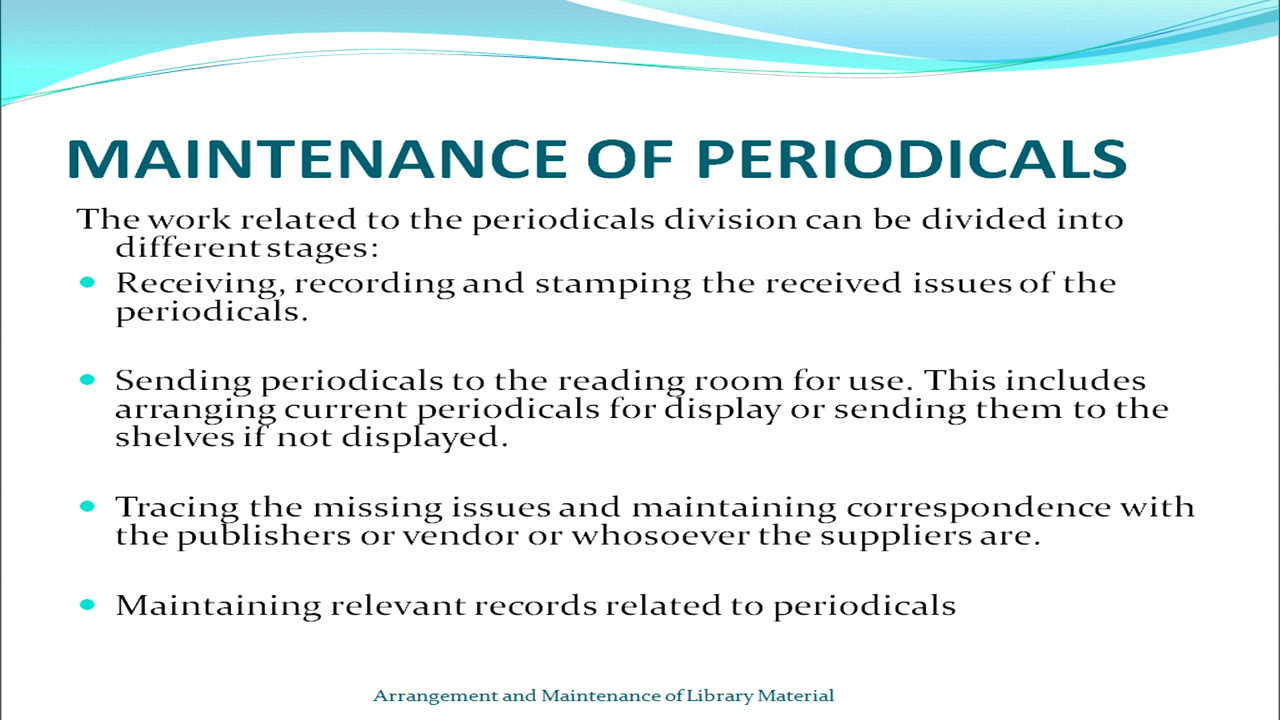 MAINTENANCE OF PERIODICALS
The work related to the periodicals division can be divided into
different stages:
Receiving, recording and stamping the received issues of the
periodicals.
Sending periodicals to the reading room for use. This includes
arranging current periodicals for display or sending them to the
shelves if not displayed.
Tracing the missing issues and maintaining correspondence with
the publishers or vendor or whosoever the suppliers are.
Maintaining relevant records related to periodicals
Arrangement and Maintenance of Library Material